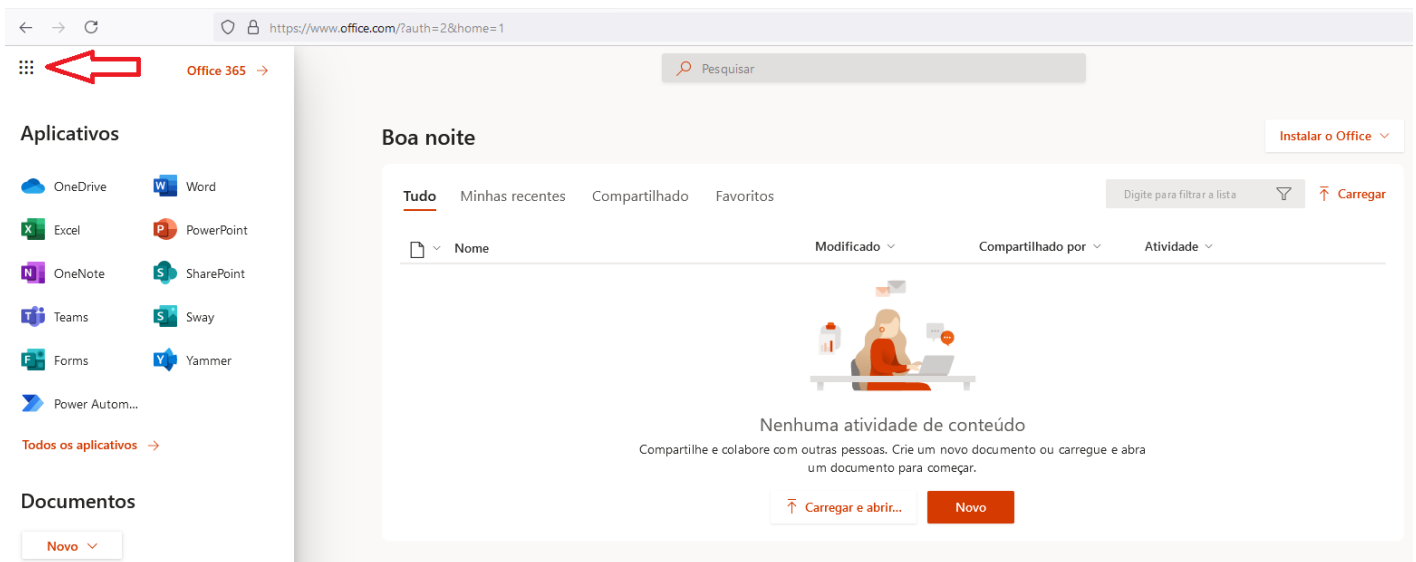 https://www.office.com/?auth=2&home=1
Office 365 →
Pesquisar
Aplicativos
OneDrive
Word
Excel
PowerPoint
OneNote
SharePoint
Teams
Sway
Forms
Yammer
Power Autom...
Todos os aplicativos →
Documentos
Novo
Boa noite
Instalar o Office
Tudo Minhas recentes Compartilhado Favoritos
Digite para filtrar a lista
Carregar
Nome Modificado Compartilhado por Atividade
Nenhuma atividade de conteúdo
Compartilhe e colabore com outras pessoas. Crie um novo documento ou carregue e abra
um documento para começar.
Carregar e abrir...
Novo